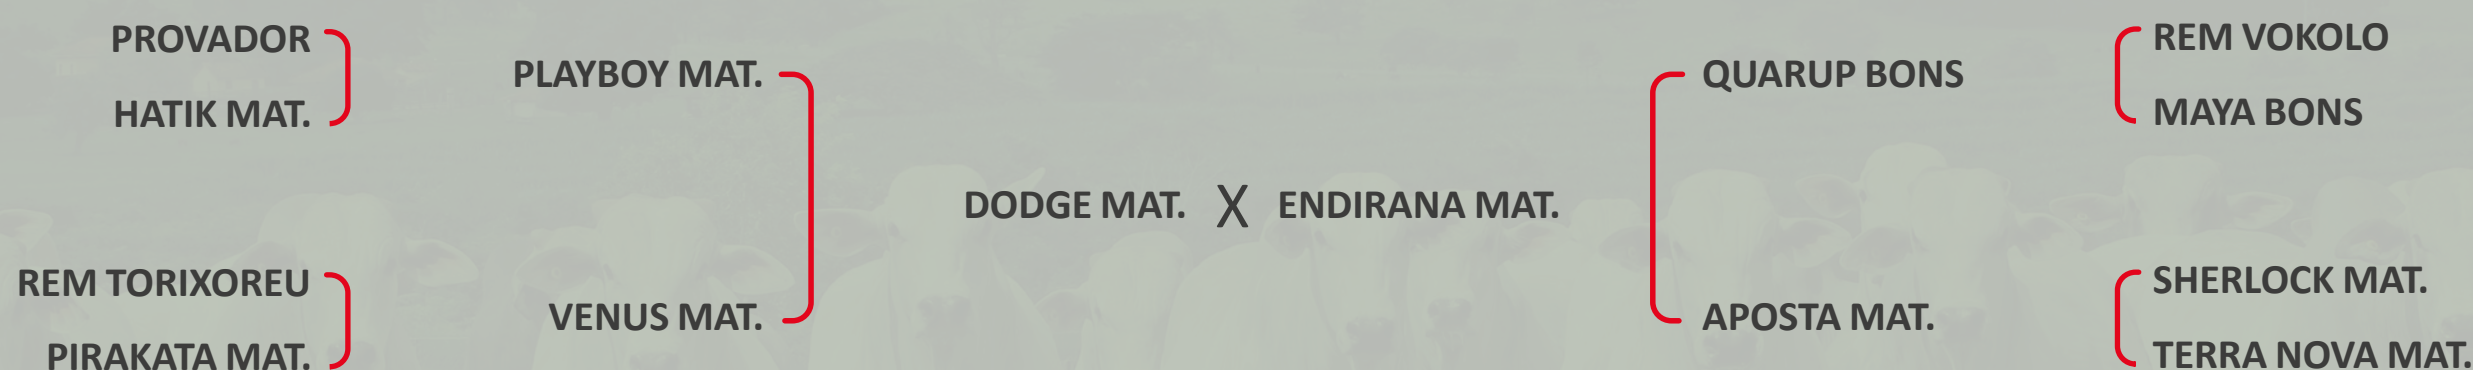 PROVADOR
HATIK MAT.
PLAYBOY MAT.
REM TORIXOREU
PIRAKATA MAT.
VENUS MAT.
DODGE MAT. X ENDIRANA MAT.
QUARUP BONS
REM VOKOLO
MAYA BONS
APOSTA MAT.
SHERLOCK MAT.
TERRA NOVA MAT.